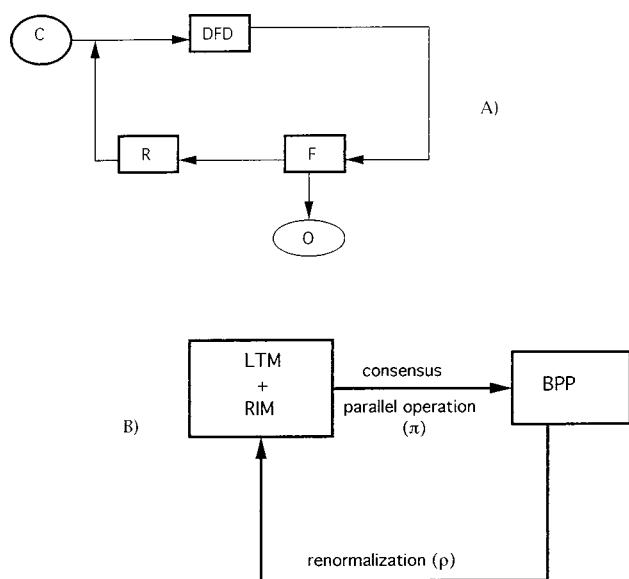 C
DFD
A)
R
F
O
LTM
+
RIM
consensus
BPP
parallel operation
(π)
B)
renormalization (ρ)